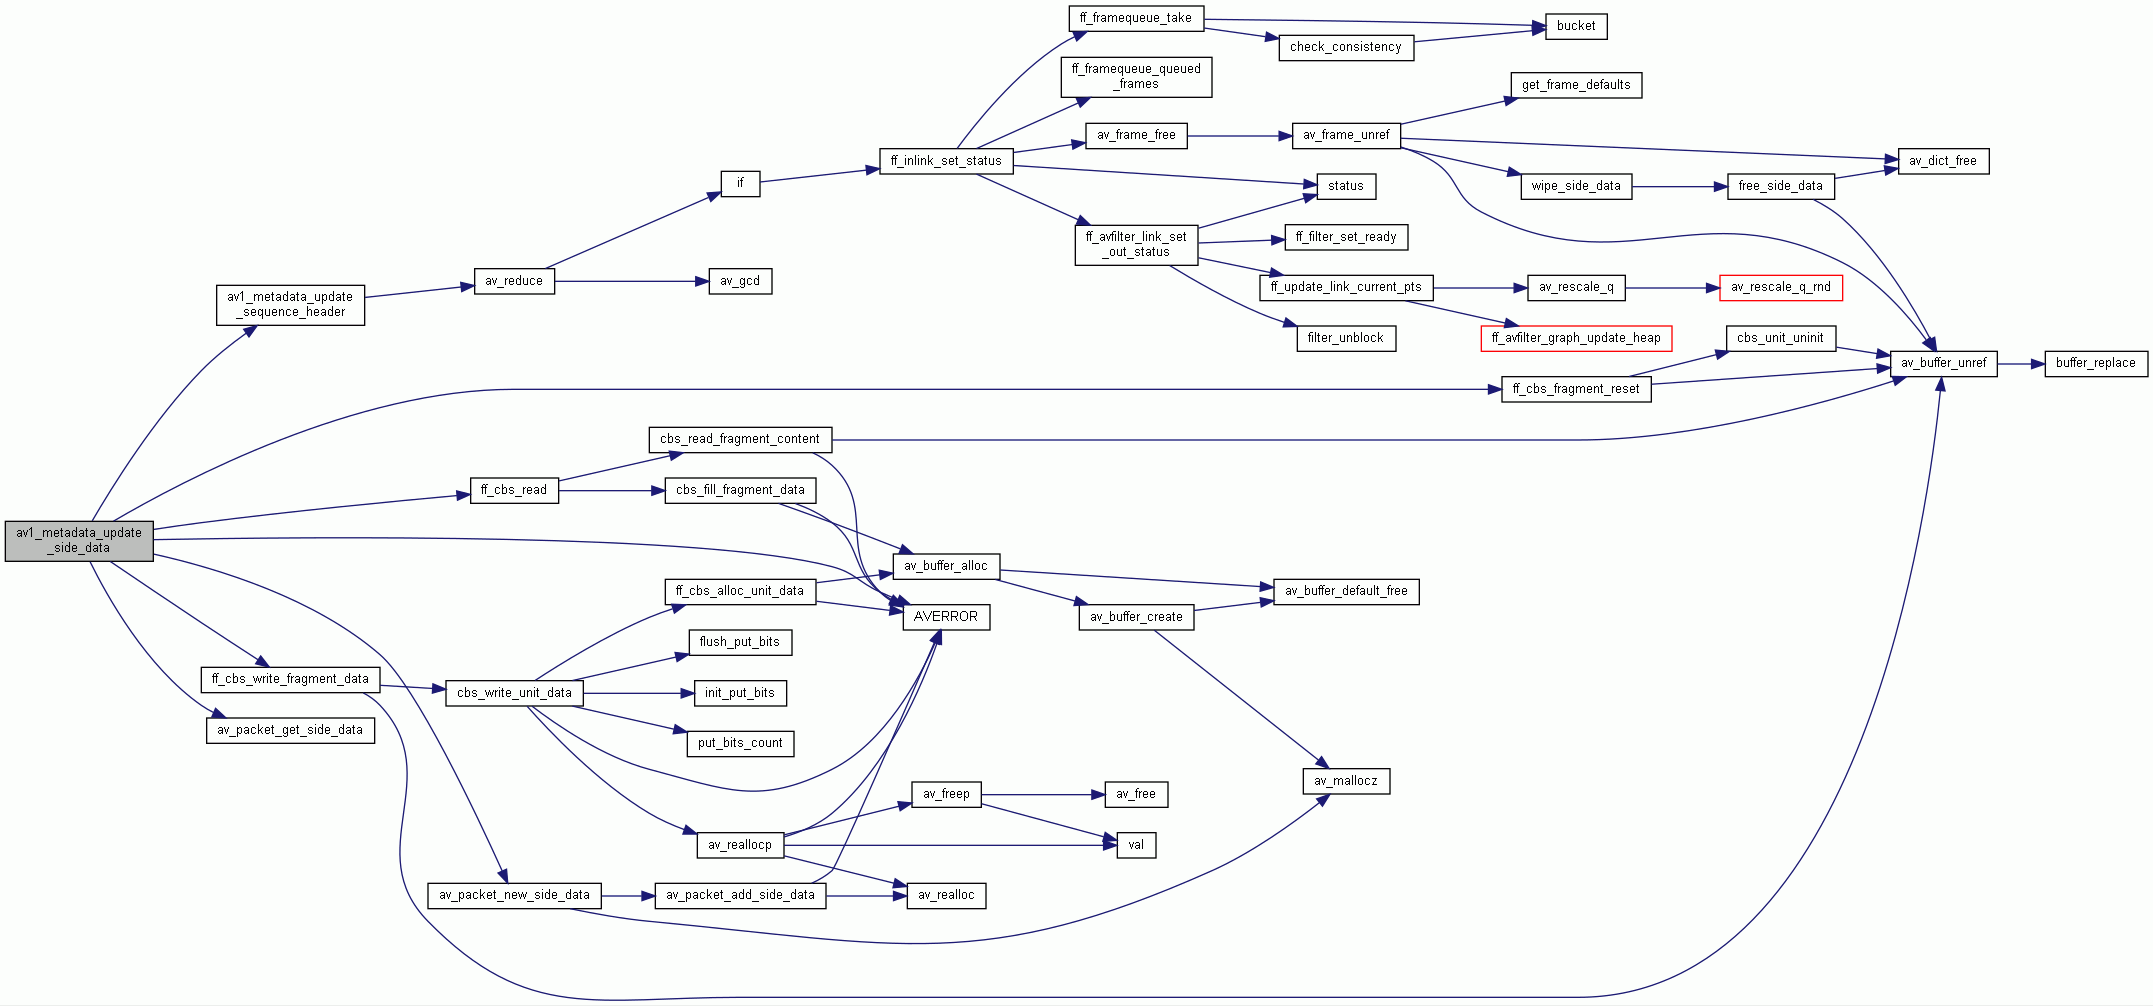 ff_framequeue_take
bucket
check_consistency
ff_framequeue_queued
_frames
get_frame_defaults
av_frame_free
av_frame_unref
ff_inlink_set_status
av_dict_free
if
status
wipe_side_data
free_side_data
ff_avfilter_link_set
_out_status
ff_filter_set_ready
av_reduce
av_gcd
ff_update_link_current_pts
av_rescale_q
av_rescale_q_rnd
av1_metadata_update
_sequence_header
filter_unblock
ff_avfilter_graph_update_heap
cbs_unit_uninit
av_buffer_unref
buffer_replace
ff_cbs_fragment_reset
cbs_read_fragment_content
ff_cbs_read
cbs_fill_fragment_data
av1_metadata_update
_side_data
av_buffer_alloc
ff_cbs_alloc_unit_data
av_buffer_default_free
AVERROR
av_buffer_create
flush_put_bits
ff_cbs_write_fragment_data
cbs_write_unit_data
init_put_bits
av_packet_get_side_data
put_bits_count
av_mallocz
av_freep
av_free
av_reallocp
val
av_packet_new_side_data
av_packet_add_side_data
av_realloc